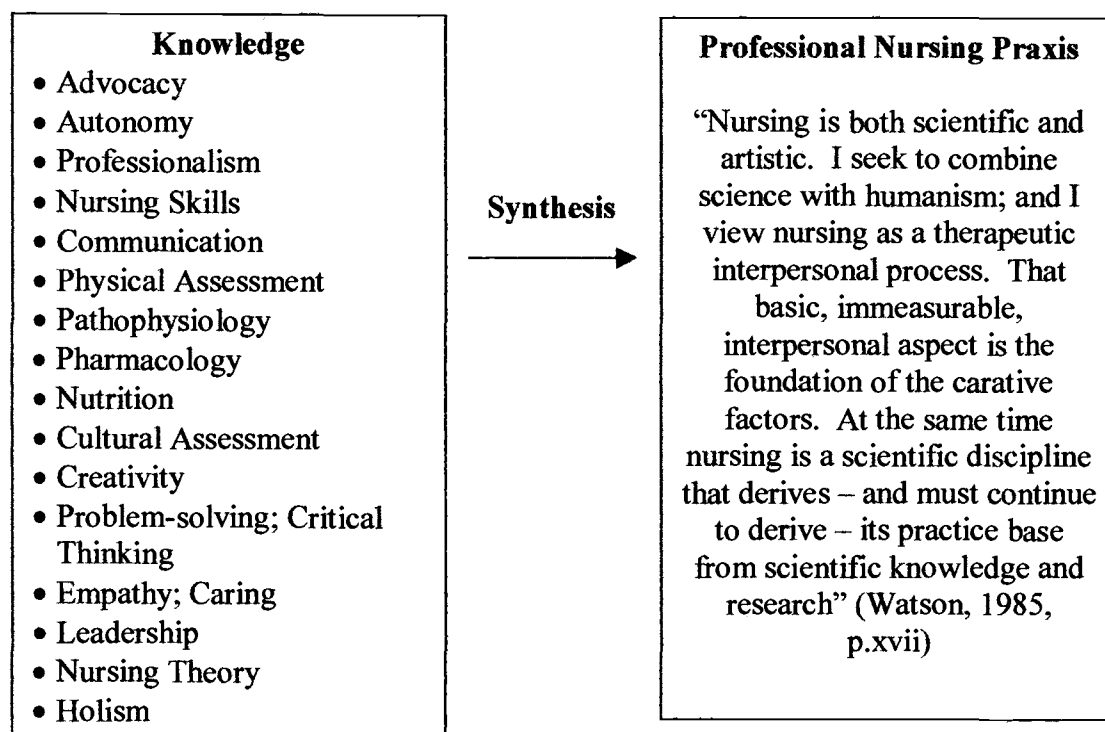 Knowledge
• Advocacy
• Autonomy
• Professionalism
• Nursing Skills
• Communication
• Physical Assessment
• Pathophysiology
• Pharmacology
• Nutrition
• Cultural Assessment
• Creativity
• Problem-solving; Critical
Thinking
• Empathy; Caring
• Leadership
• Nursing Theory
• Holism
Synthesis
Professional Nursing Praxis
“Nursing is both scientific and
artistic. I seek to combine
science with humanism; and I
view nursing as a therapeutic
interpersonal process. That
basic, immeasurable,
interpersonal aspect is the
foundation of the carative
factors. At the same time
nursing is a scientific discipline
that derives – and must continue
to derive – its practice base
from scientific knowledge and
research” (Watson, 1985,
p.xvii)